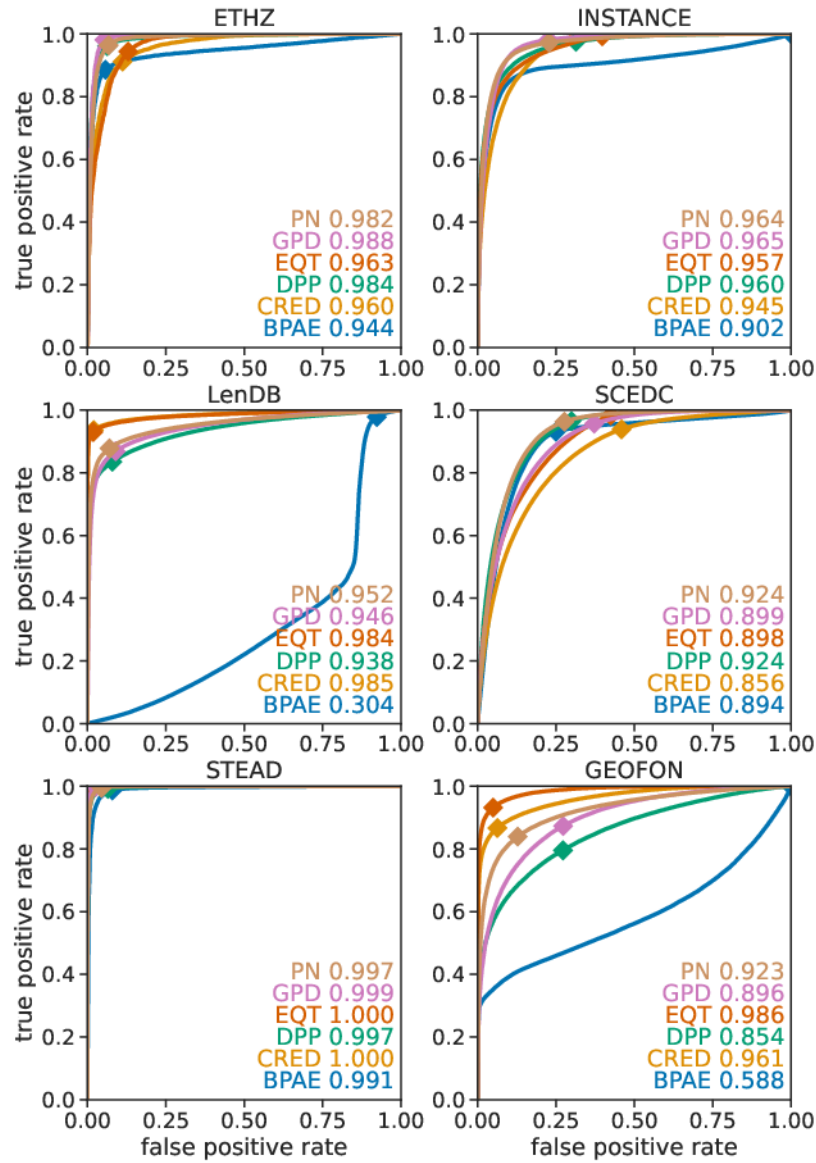 ETHZ
1.0
0.8
0.6
0.4
0.2
0.0
true positive rate
PN 0.982
GPD 0.988
EQT 0.963
DPP 0.984
CRED 0.960
BPAE 0.944
0.00 0.25 0.50 0.75 1.00
INSTANCE
1.0
0.8
0.6
0.4
0.2
0.0
PN 0.964
GPD 0.965
EQT 0.957
DPP 0.960
CRED 0.945
BPAE 0.902
0.00 0.25 0.50 0.75 1.00
LenDB
1.0
0.8
0.6
0.4
0.2
0.0
true positive rate
PN 0.952
GPD 0.946
EQT 0.984
DPP 0.938
CRED 0.985
BPAE 0.304
0.00 0.25 0.50 0.75 1.00
SCEDC
1.0
0.8
0.6
0.4
0.2
0.0
PN 0.924
GPD 0.899
EQT 0.898
DPP 0.924
CRED 0.856
BPAE 0.894
0.00 0.25 0.50 0.75 1.00
STEAD
1.0
0.8
0.6
0.4
0.2
0.0
true positive rate
PN 0.997
GPD 0.999
EQT 1.000
DPP 0.997
CRED 1.000
BPAE 0.991
0.00 0.25 0.50 0.75 1.00
false positive rate
GEOFON
1.0
0.8
0.6
0.4
0.2
0.0
PN 0.923
GPD 0.896
EQT 0.986
DPP 0.854
CRED 0.961
BPAE 0.588
0.00 0.25 0.50 0.75 1.00
false positive rate